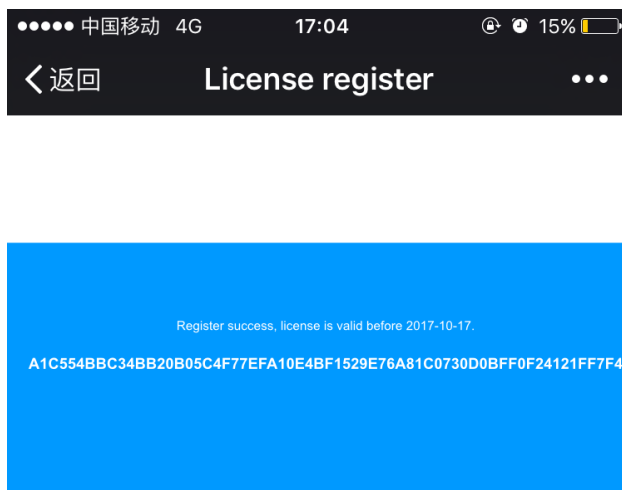 中国移动 4G 17:04 15%
返回 License register
Register success, license is valid before 2017-10-17.
A1C554BBC34BB20B05C4F77EFA10E4BF1529E76A81C0730D0BFF0F24121FF7F4